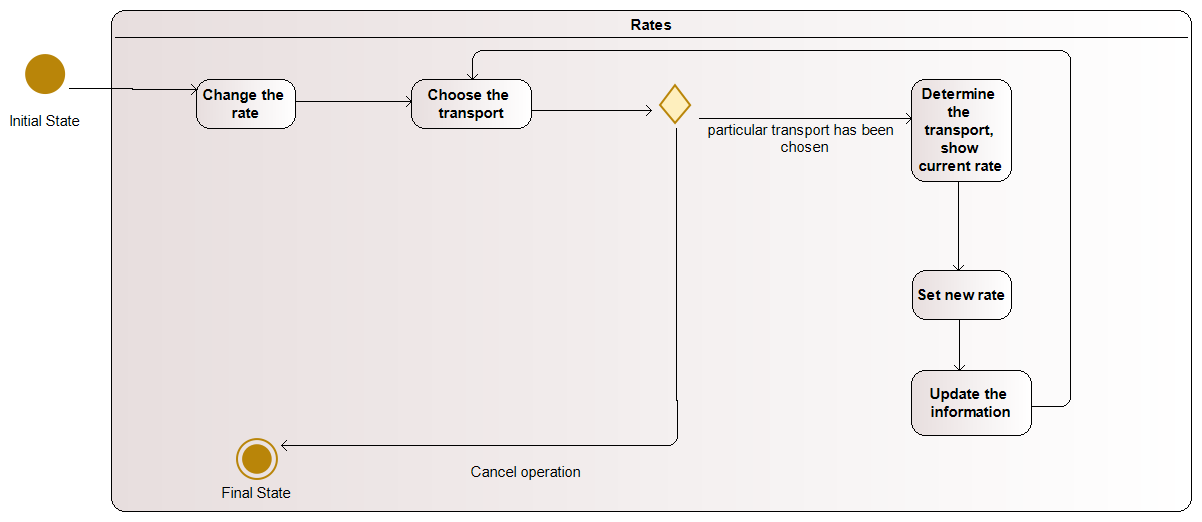 Rates
Initial State
Change the
rate
Choose the
transport
particular transport has been
chosen
Determine
the
transport,
show
current rate
Set new rate
Update the
information
Cancel operation
Final State